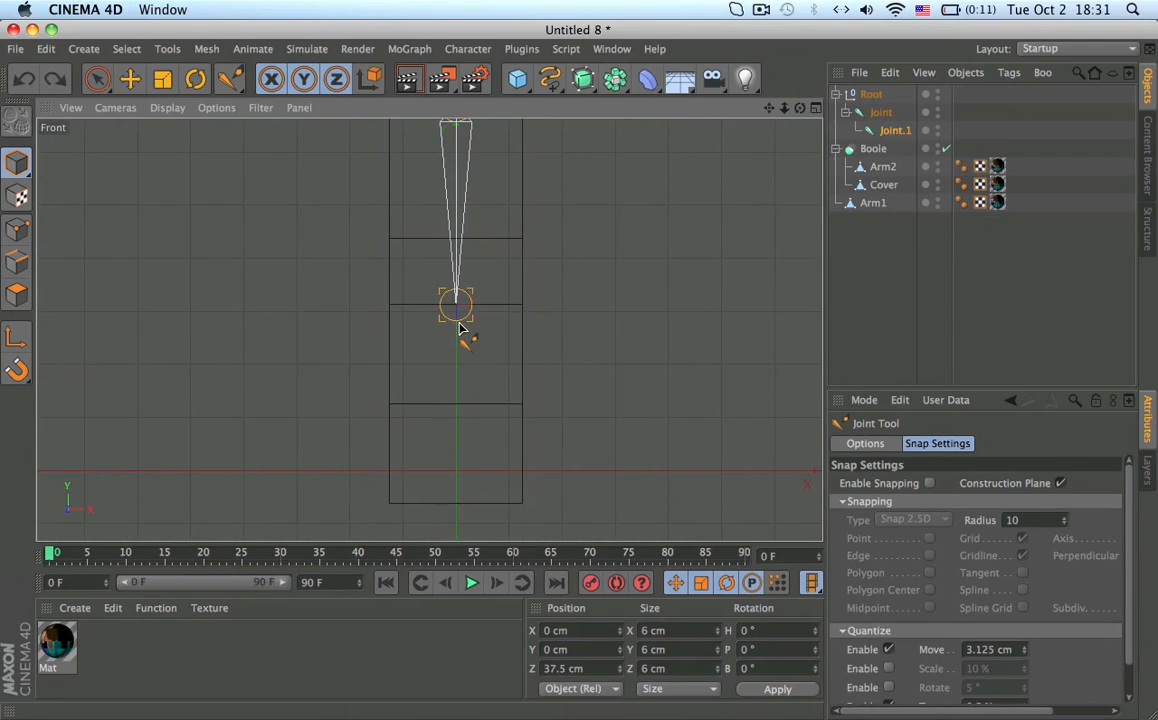 CINEMA 4D Window (0:11) Tue Oct 2 18:31
Untitled 8 *
File Edit Create Select Tools Mesh Animate Simulate Render MoGraph Character Plugins Script Window Help Layout: Startup
View Cameras Display Options Filter Panel
File Edit View Objects Tags Boo
Front
Root
Joint
Joint.1
Boole
Arm2
Cover
Arm1
Objects
Content Browser
Structure
Mode Edit User Data
Joint Tool
Options Snap Settings
Snap Settings
Enable Snapping Construction Plane
Snapping
Type Snap 2.5D Radius 10
Point Grid Axis
Edge Gridline Perpendicular
Polygon Tangent
Polygon Center Spline
Midpoint Spline Grid Subdiv.
Quantize
Enable Move 3.125 cm
Enable Scale 10 %
Enable Rotate 5 °
Attributes
Layers
Y
X
X
0 5 10 15 20 25 30 35 40 45 50 55 60 65 70 75 80 85 90 0 F
0 F 0 F 90 F 90 F
Create Edit Function Texture
Mat
Position Size Rotation
X 0 cm X 6 cm H 0 °
Y 0 cm Y 6 cm P 0 °
Z 37.5 cm Z 6 cm B 0 °
Object (Rel) Size Apply
MAXON
CINEMA 4D